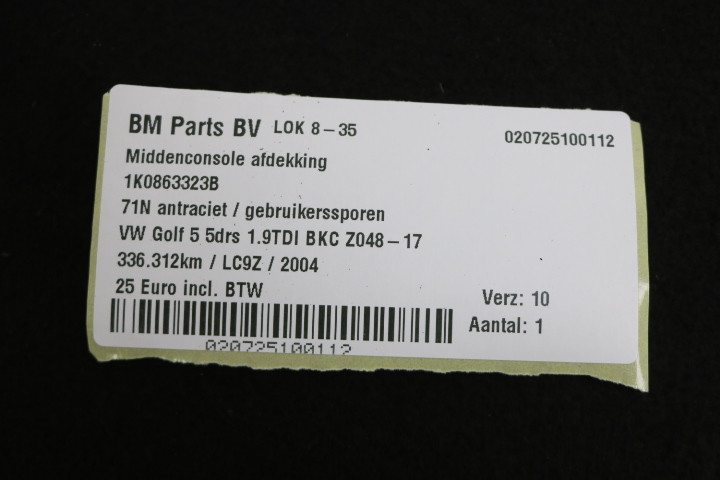 BM Parts BV LOK 8-35 020725100112
Middenconsole afdekking
1K0863323B
71N antraciet / gebruikerssporen
VW Golf 5 5drs 1.9TDI BKC Z048-17
336.312km / LC9Z / 2004
25 Euro incl. BTW
Verz: 10
Aantal: 1
020725100112